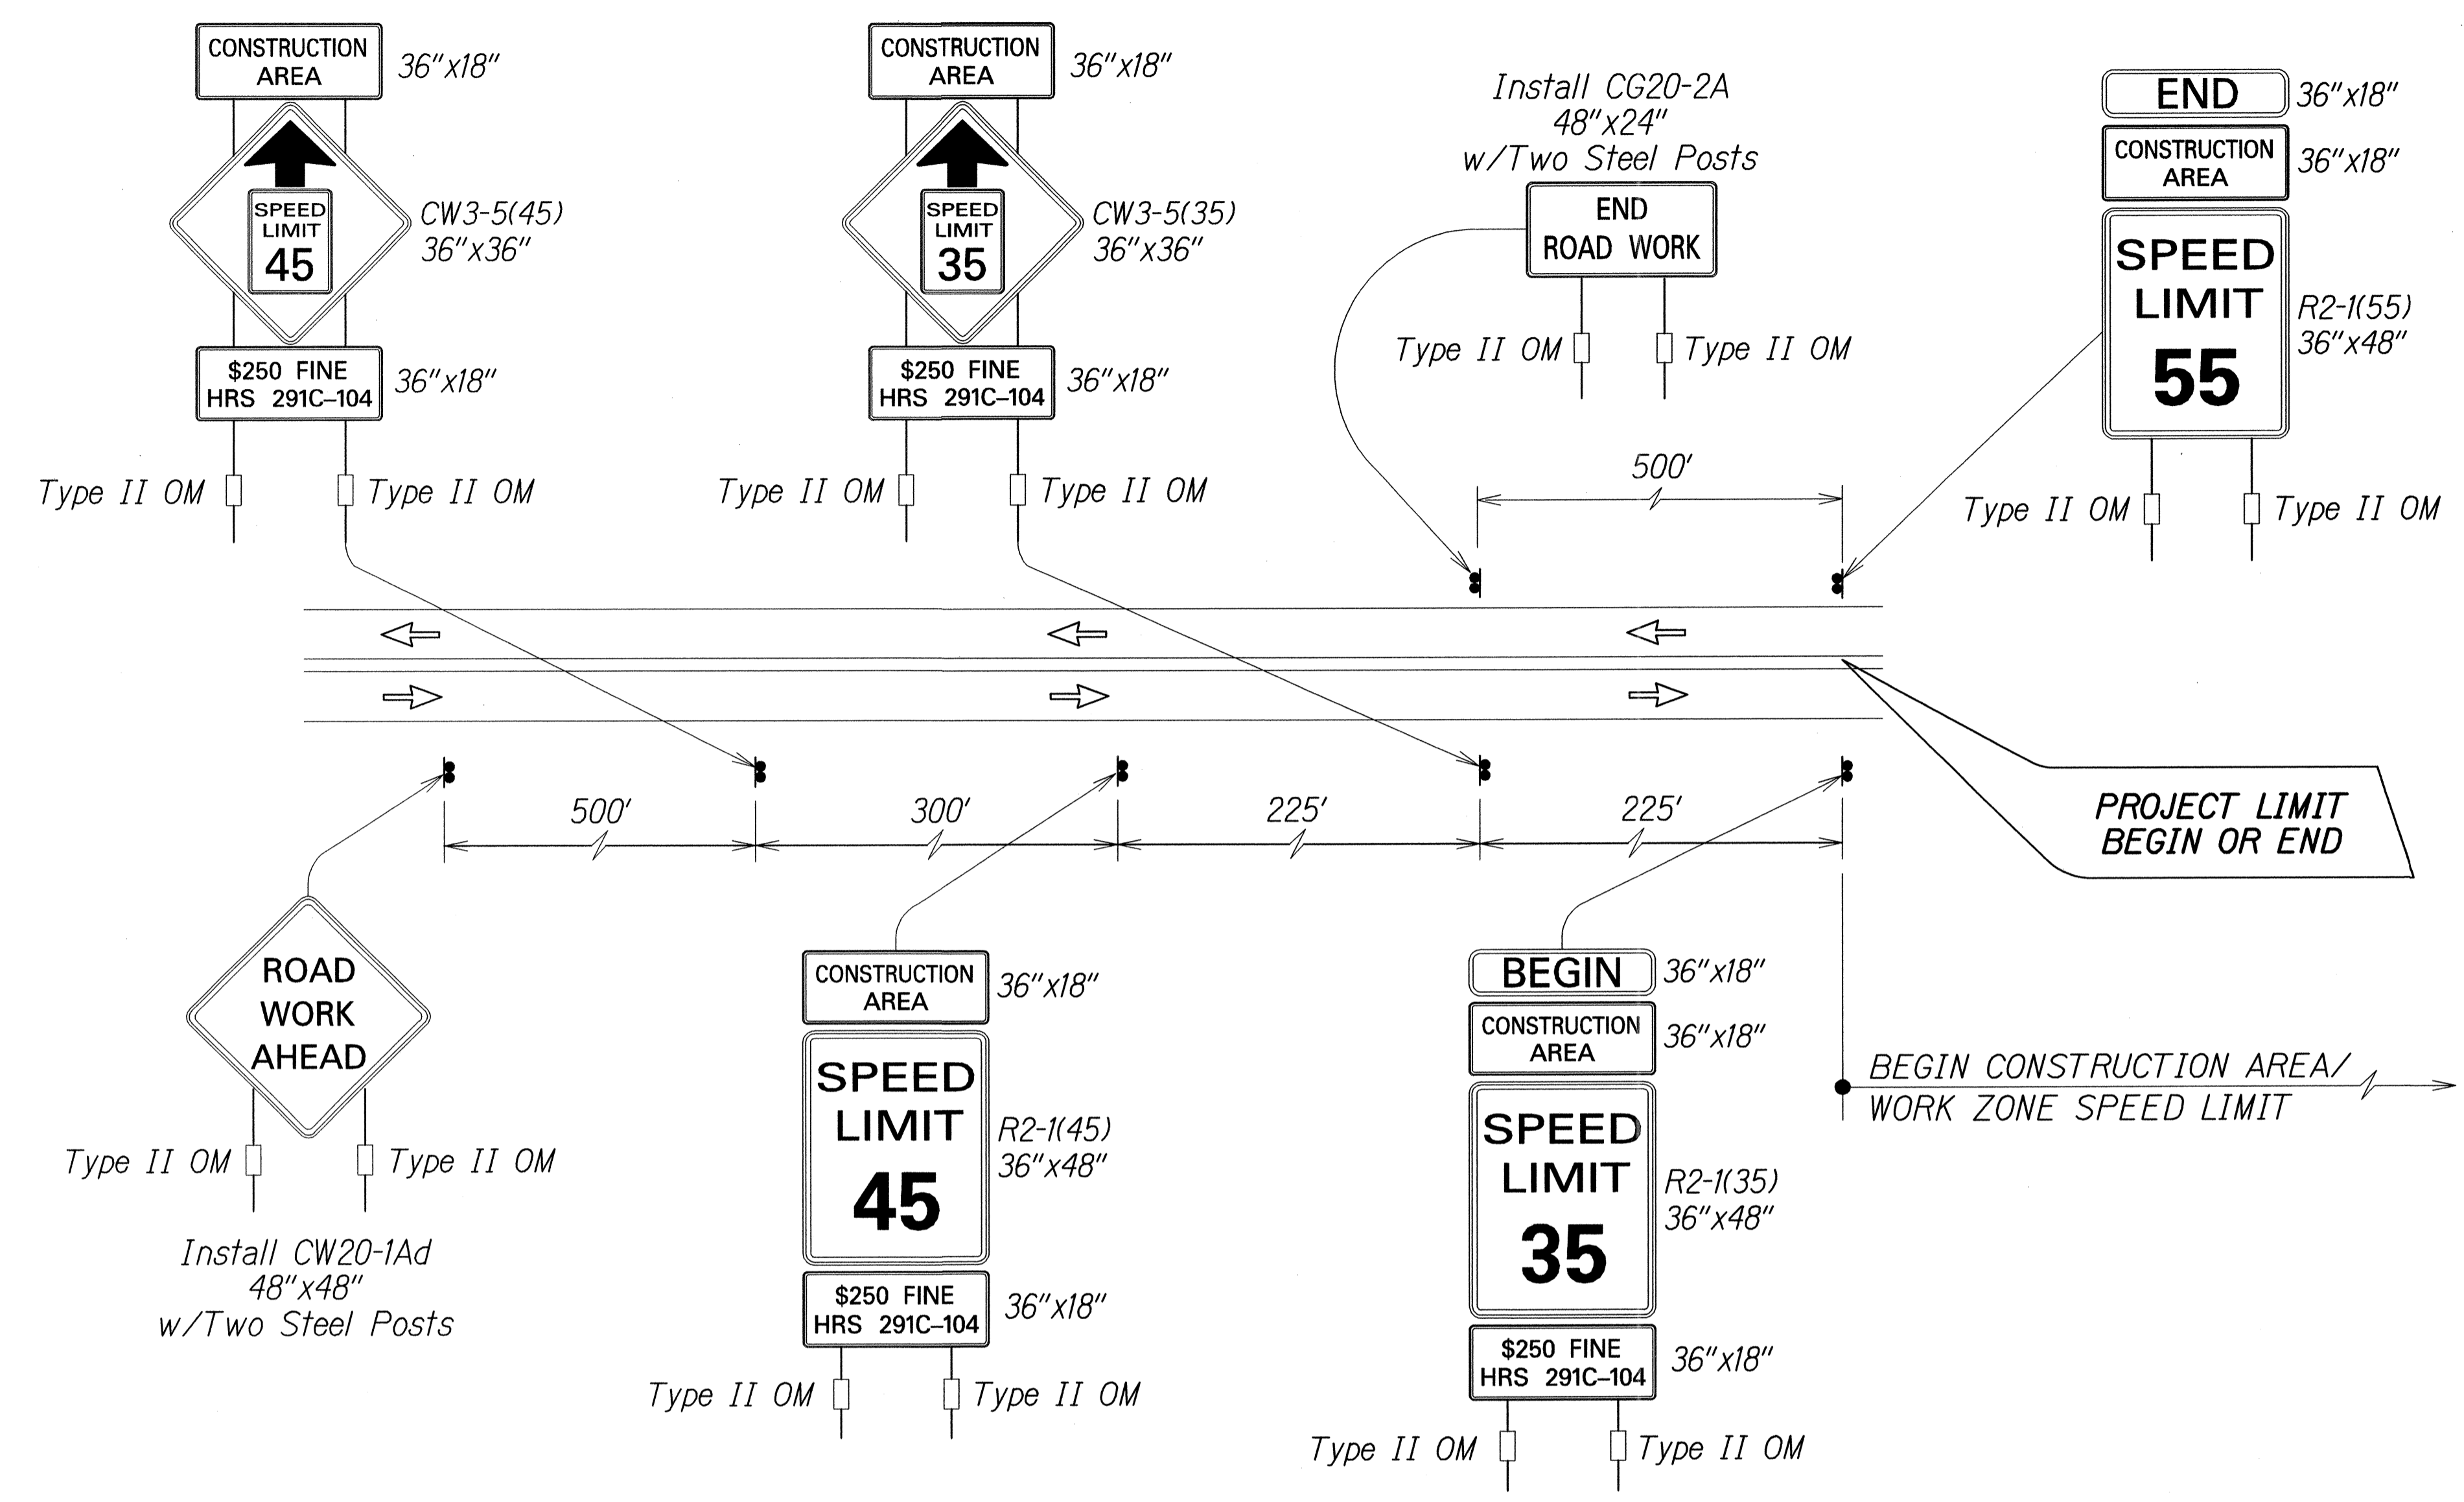 CONSTRUCTION
AREA
36"x18"
SPEED
LIMIT
45
CW3-5(45)
36"x36"
$250 FINE
HRS 291C–104
36"x18"
Type II OM
Type II OM
CONSTRUCTION
AREA
36"x18"
SPEED
LIMIT
35
CW3-5(35)
36"x36"
$250 FINE
HRS 291C–104
36"x18"
Type II OM
Type II OM
Install CG20-2A
48"x24"
w/Two Steel Posts
END
ROAD WORK
Type II OM
Type II OM
END
36"x18"
CONSTRUCTION
AREA
36"x18"
SPEED
LIMIT
55
R2-1(55)
36"x48"
Type II OM
Type II OM
500'
500'
300'
225'
225'
PROJECT LIMIT
BEGIN OR END
ROAD
WORK
AHEAD
Type II OM
Type II OM
Install CW20-1Ad
48"x48"
w/Two Steel Posts
CONSTRUCTION
AREA
36"x18"
SPEED
LIMIT
45
R2-1(45)
36"x48"
$250 FINE
HRS 291C–104
36"x18"
Type II OM
Type II OM
BEGIN
36"x18"
CONSTRUCTION
AREA
36"x18"
SPEED
LIMIT
35
R2-1(35)
36"x48"
$250 FINE
HRS 291C–104
36"x18"
Type II OM
Type II OM
BEGIN CONSTRUCTION AREA/
WORK ZONE SPEED LIMIT